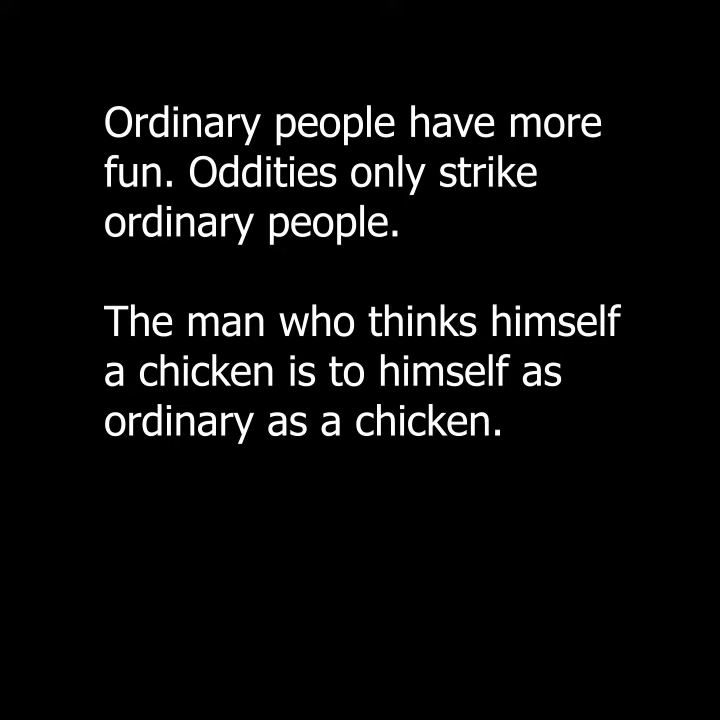 Ordinary people have more
fun. Oddities only strike
ordinary people.
The man who thinks himself
a chicken is to himself as
ordinary as a chicken.